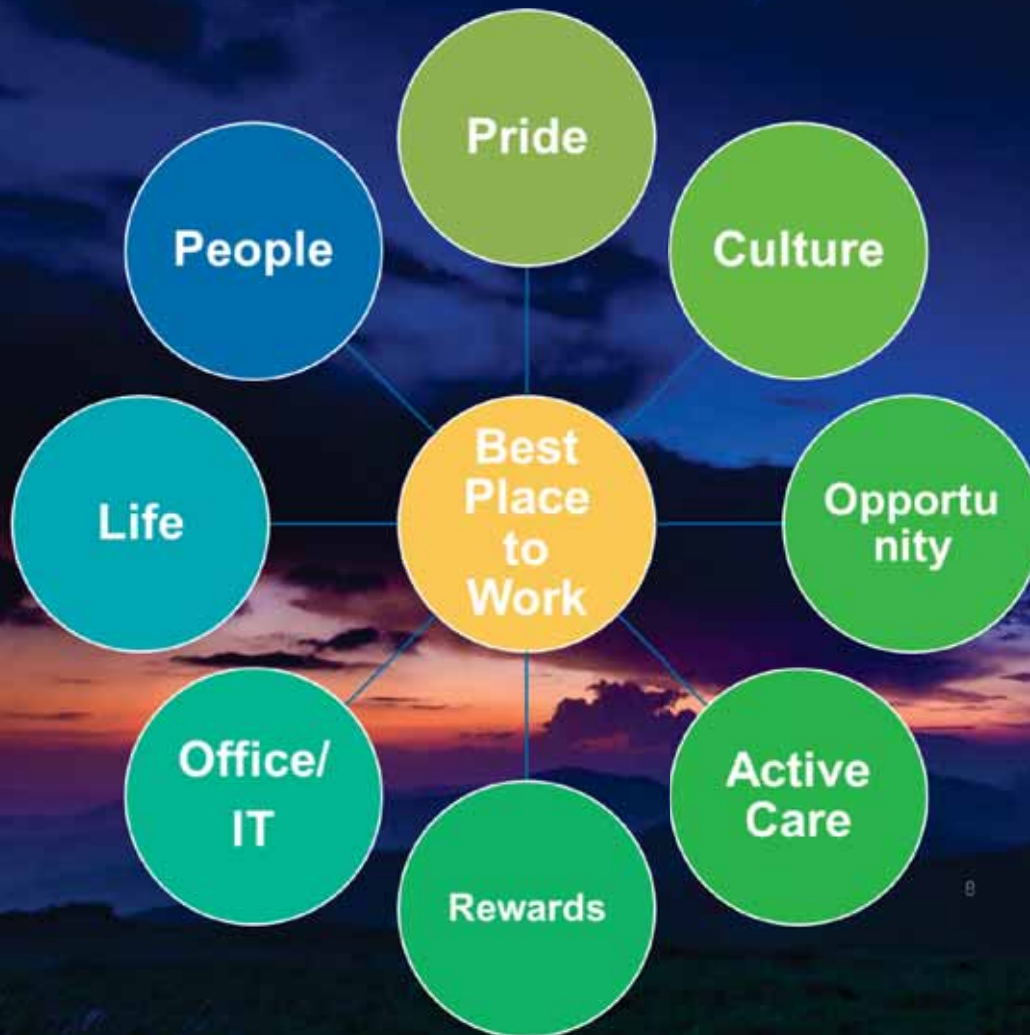 Pride
People
Culture
Best
Place
to
Work
Life
Opportu
nity
Office/
IT
Active
Care
Rewards
8